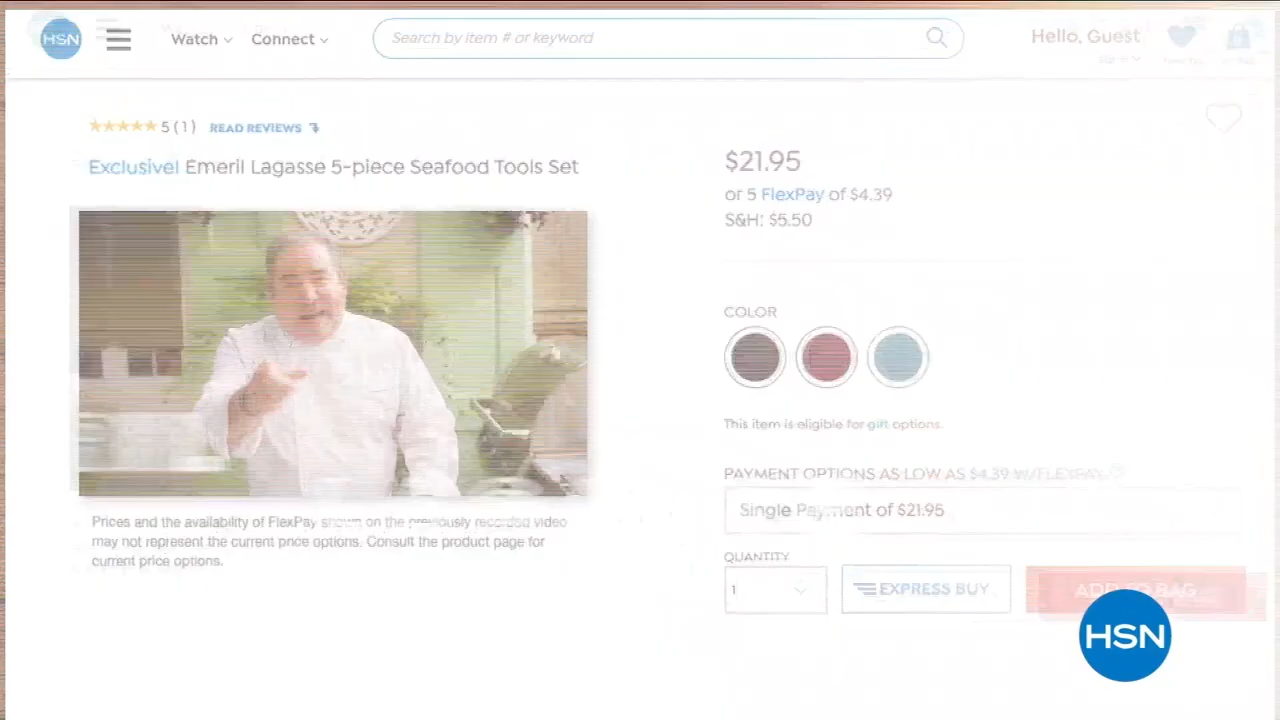 HSN
Watch
Connect
Search by item # or keyword
Hello, Guest
5 (1) READ REVIEWS
Exclusive! Emeril Lagasse 5-piece Seafood Tools Set
$21.95
or 5 FlexPay of $4.39
S&H: $5.50
COLOR
This item is eligible for gift options.
PAYMENT OPTIONS AS LOW AS $4.39 W/FLEXPAY
Single Payment of $21.95
Prices and the availability of FlexPay shown on the previously recorded video
may not represent the current price options. Consult the product page for
current price options.
QUANTITY
1
EXPRESS BUY
ADD TO BAG
HSN